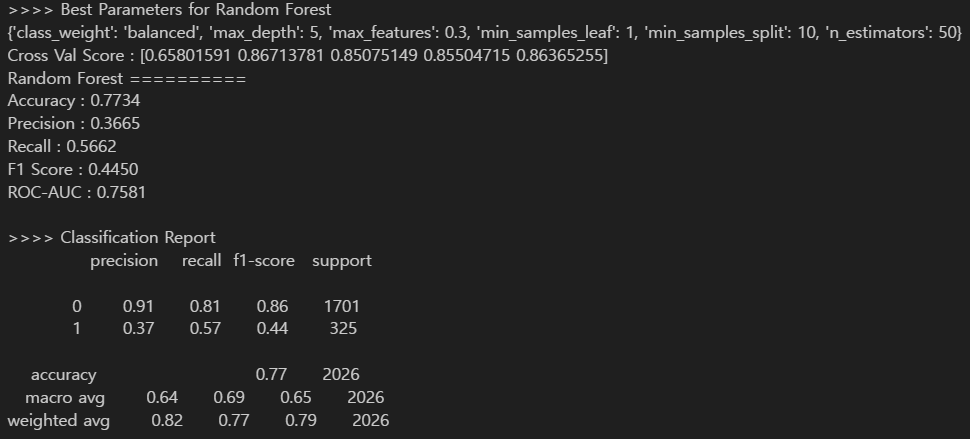 >>>> Best Parameters for Random Forest
{'class_weight': 'balanced', 'max_depth': 5, 'max_features': 0.3, 'min_samples_leaf': 1, 'min_samples_split': 10, 'n_estimators': 50}
Cross Val Score : [0.65801591 0.86713781 0.85075149 0.85504715 0.86365255]
Random Forest ==========
Accuracy : 0.7734
Precision : 0.3665
Recall : 0.5662
F1 Score : 0.4450
ROC-AUC : 0.7581
>>>> Classification Report
precision recall f1-score support
0 0.91 0.81 0.86 1701
1 0.37 0.57 0.44 325
accuracy 0.77 2026
macro avg 0.64 0.69 0.65 2026
weighted avg 0.82 0.77 0.79 2026